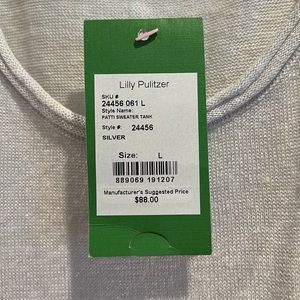 Lilly Pulitzer
SKU #
24456 061 L
Style Name:
PATTI SWEATER TANK
Style #: 24456
SILVER
Size: L
889069 191207
Manufacturer's Suggested Price
$88.00